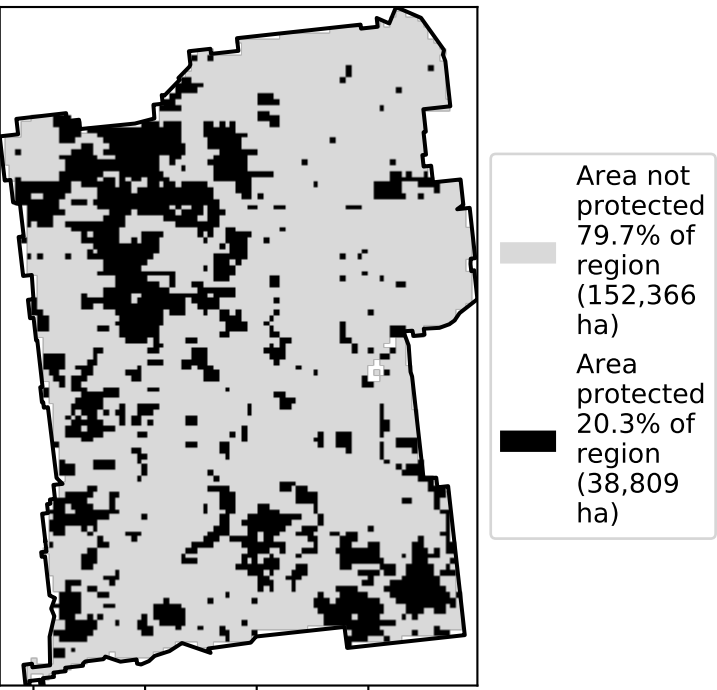 Area not
protected
79.7% of
region
(152,366
ha)
Area
protected
20.3% of
region
(38,809
ha)